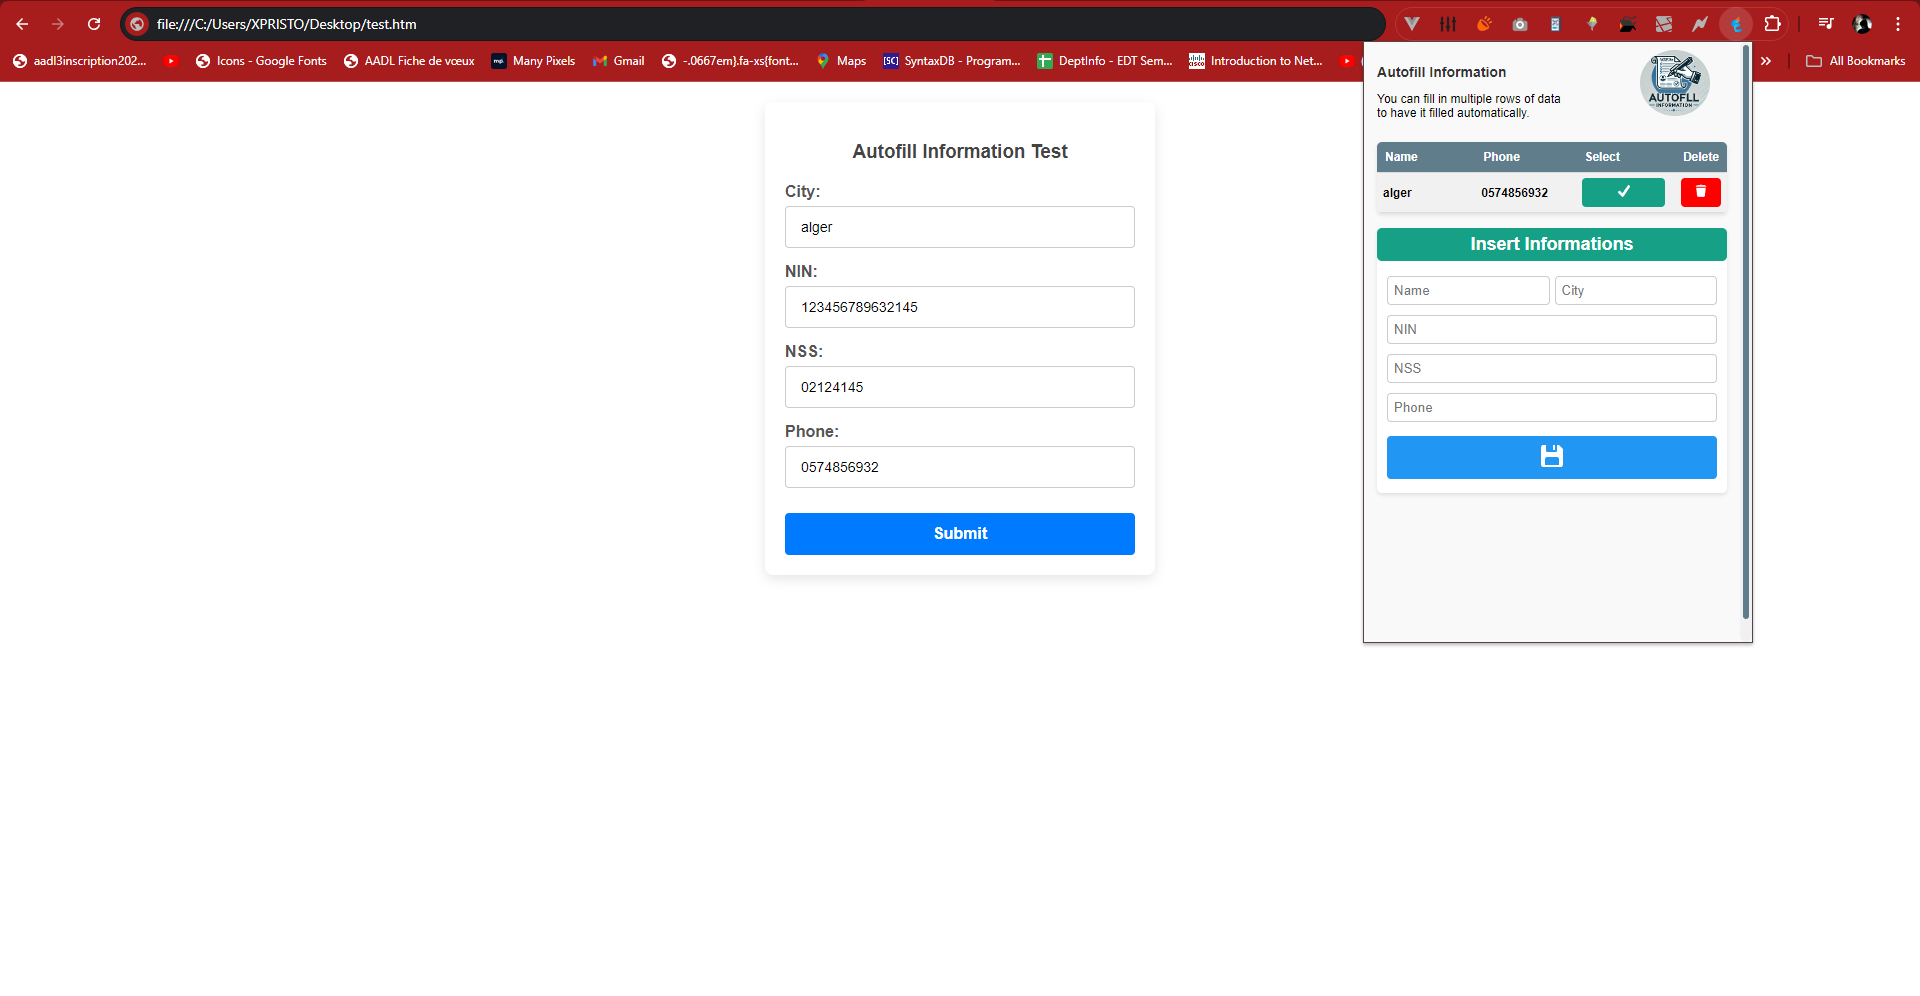 file:///C:/Users/XPRISTO/Desktop/test.htm
aadl3inscription202... Icons - Google Fonts AADL Fiche de vœux Many Pixels Gmail -.0667em}.fa-xs{font... Maps SyntaxDB - Program... DeptInfo - EDT Sem... Introduction to Net... All Bookmarks
Autofill Information Test
City:
alger
NIN:
123456789632145
NSS:
02124145
Phone:
0574856932
Submit
Autofill Information
You can fill in multiple rows of data
to have it filled automatically.
AUTOFLL
INFORMATION
Name Phone Select Delete
alger 0574856932
Insert Informations
Name City
NIN
NSS
Phone